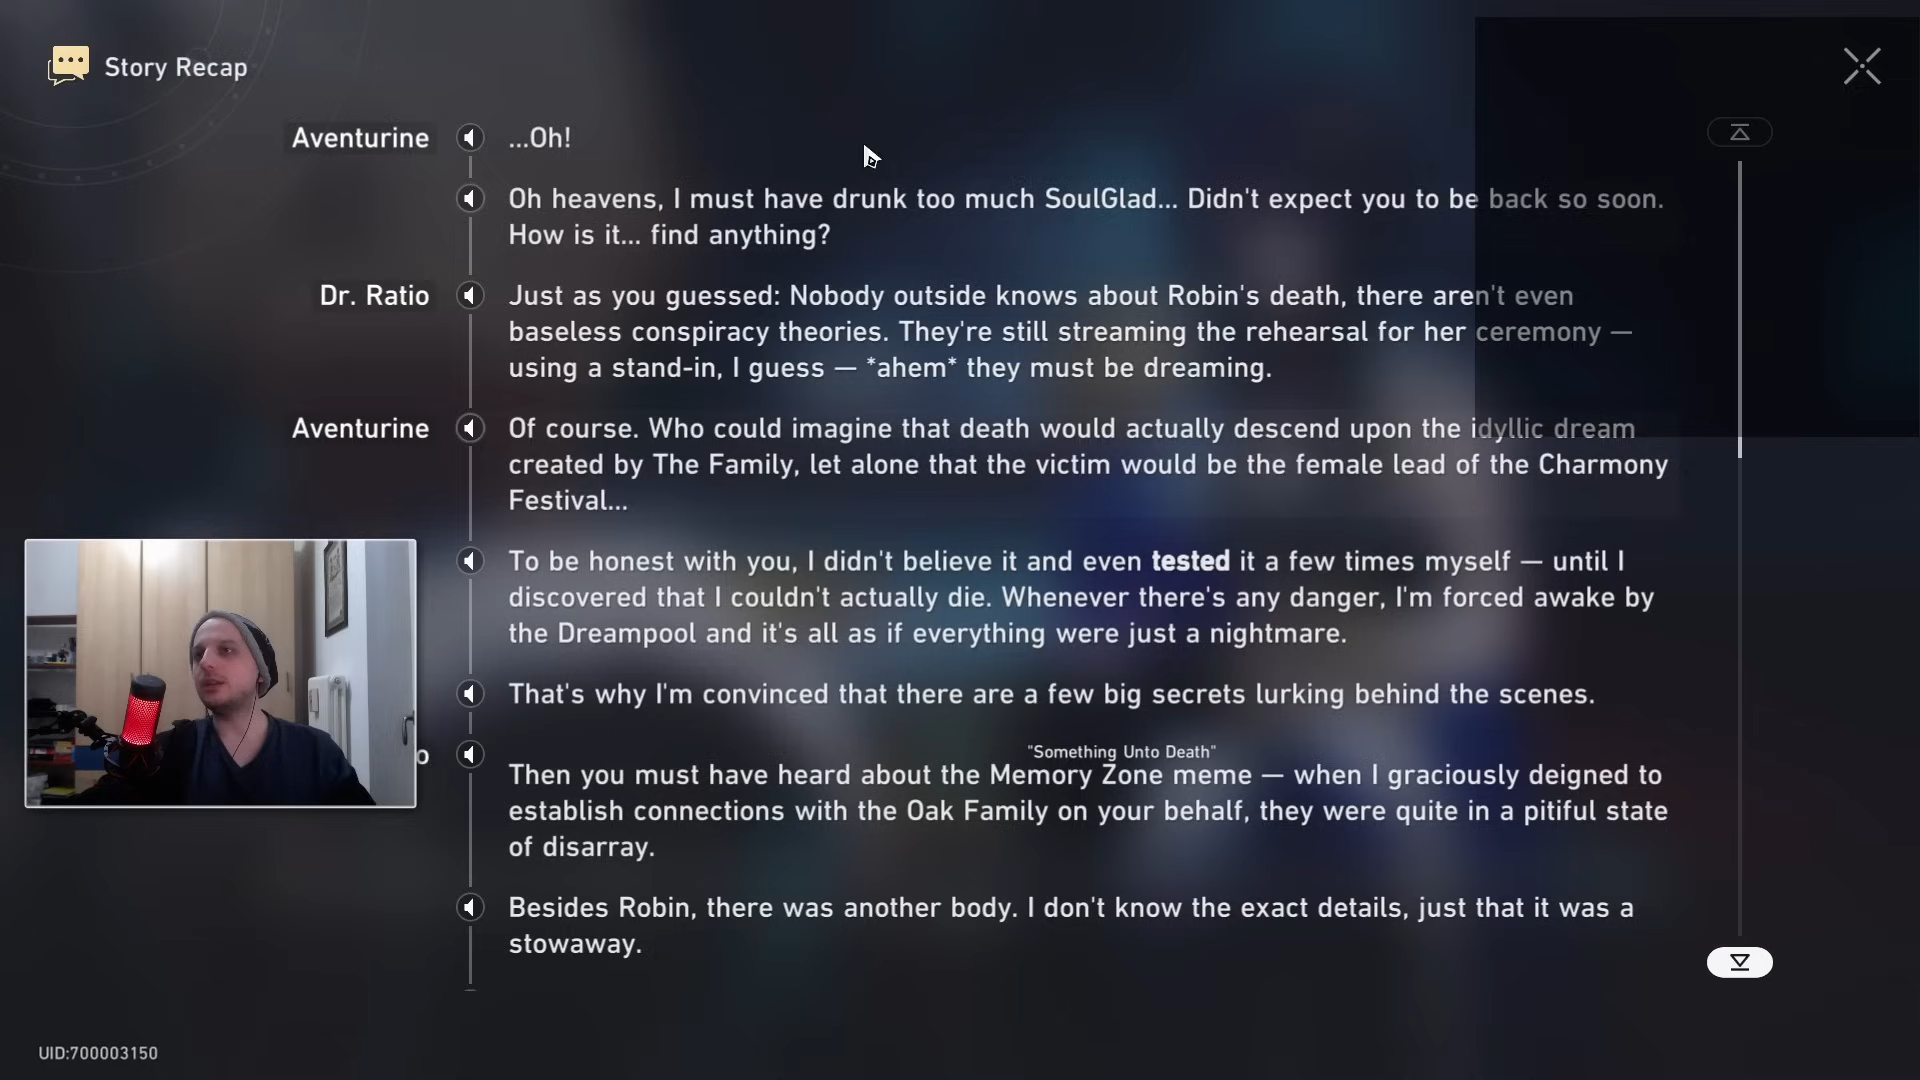 Story Recap
Aventurine
...Oh!
Oh heavens, I must have drunk too much SoulGlad... Didn't expect you to be back so soon.
How is it... find anything?
Dr. Ratio
Just as you guessed: Nobody outside knows about Robin's death, there aren't even
baseless conspiracy theories. They're still streaming the rehearsal for her ceremony —
using a stand-in, I guess — *ahem* they must be dreaming.
Aventurine
Of course. Who could imagine that death would actually descend upon the idyllic dream
created by The Family, let alone that the victim would be the female lead of the Charmony
Festival...
To be honest with you, I didn't believe it and even tested it a few times myself — until I
discovered that I couldn't actually die. Whenever there's any danger, I'm forced awake by
the Dreampool and it's all as if everything were just a nightmare.
That's why I'm convinced that there are a few big secrets lurking behind the scenes.
o
"Something Unto Death"
Then you must have heard about the Memory Zone meme — when I graciously deigned to
establish connections with the Oak Family on your behalf, they were quite in a pitiful state
of disarray.
Besides Robin, there was another body. I don't know the exact details, just that it was a
stowaway.
UID:700003150